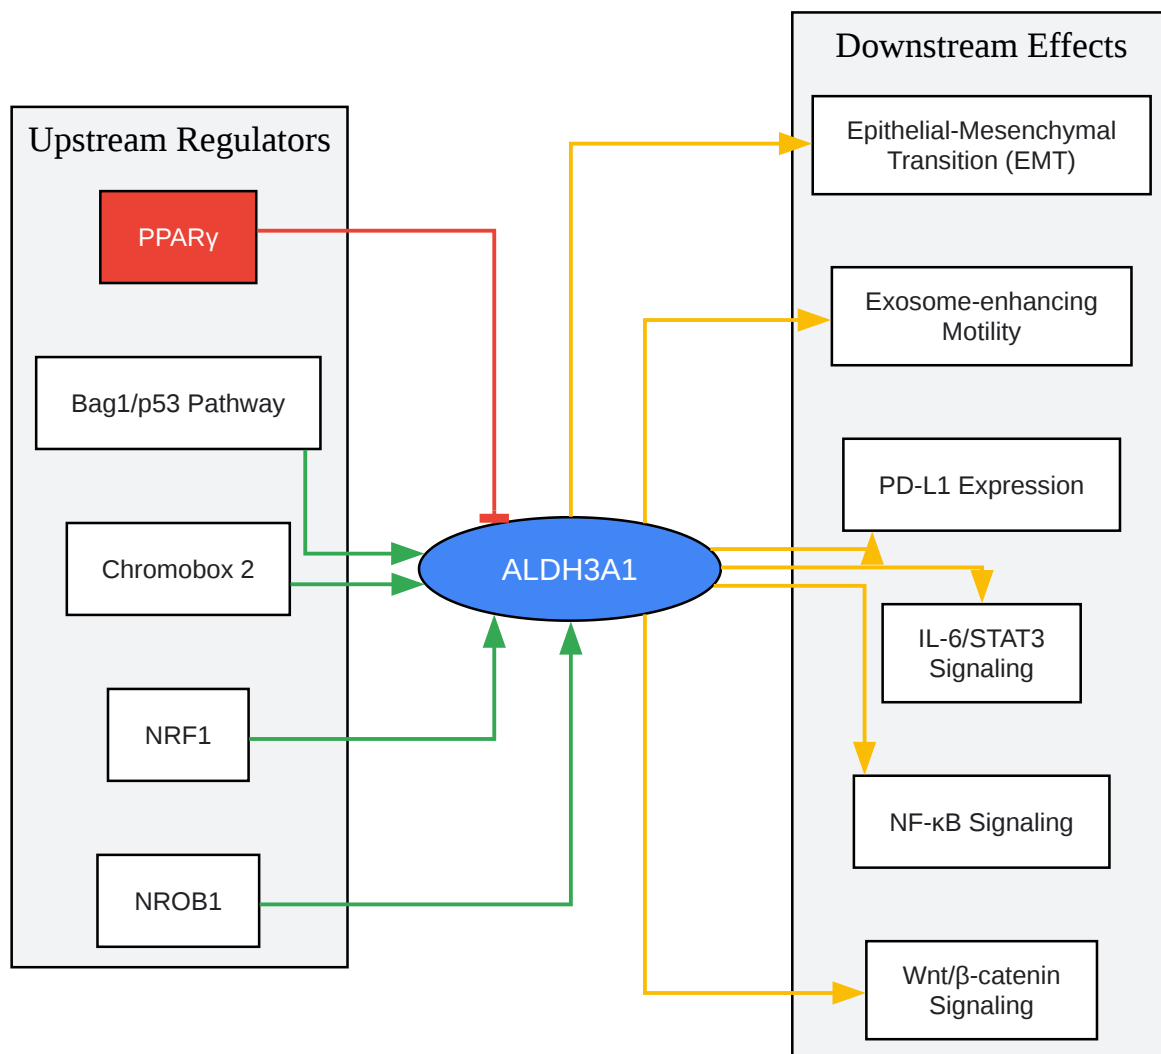 Upstream Regulators
PPARγ
Bag1/p53 Pathway
Chromobox 2
NRF1
NROB1
ALDH3A1
Downstream Effects
Epithelial-Mesenchymal
Transition (EMT)
Exosome-enhancing
Motility
PD-L1 Expression
IL-6/STAT3
Signaling
NF-κB Signaling
Wnt/β-catenin
Signaling